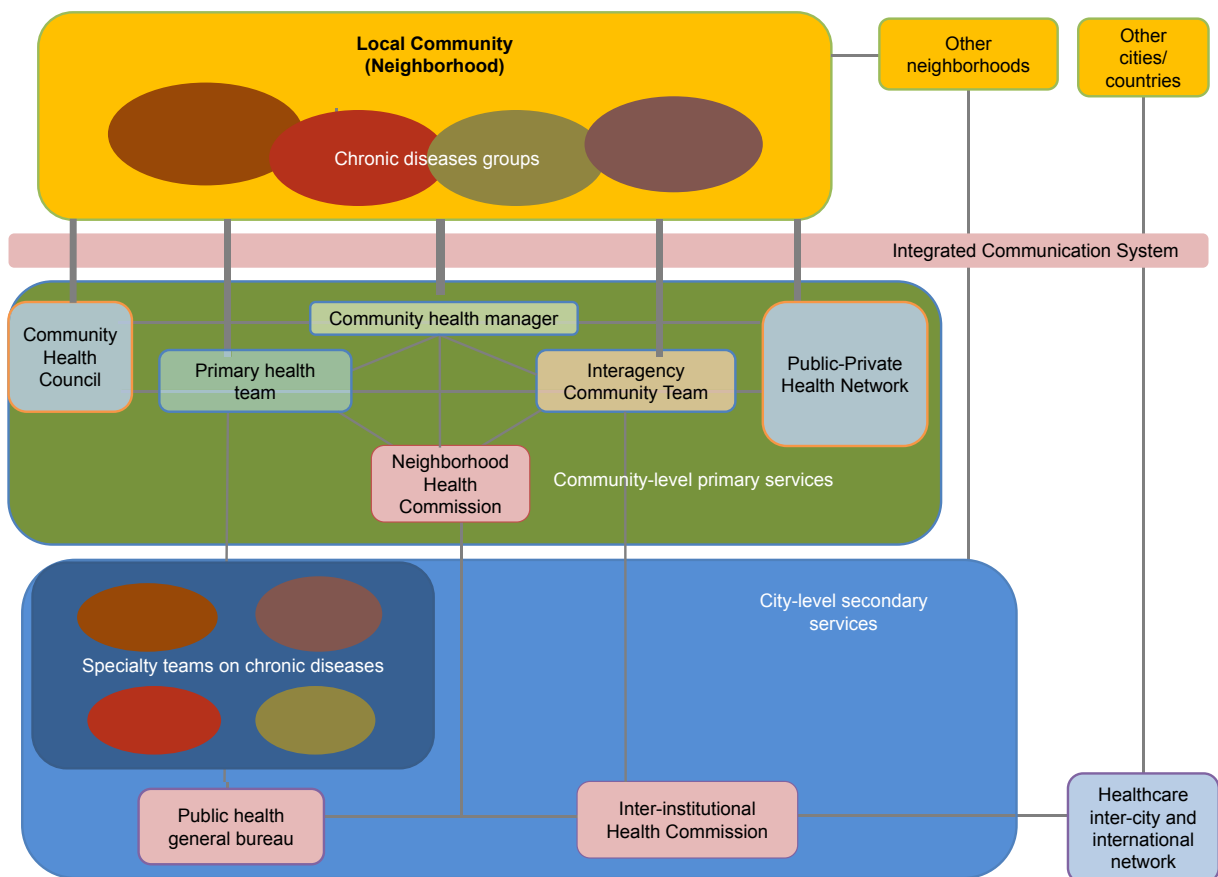 Local Community
(Neighborhood)
Other
neighborhoods
Other
cities/
countries
Chronic diseases groups
Integrated Communication System
Community health manager
Community
Health
Council
Primary health
team
Interagency
Community Team
Public-Private
Health Network
Neighborhood
Health
Commission
Community-level primary services
City-level secondary
services
Specialty teams on chronic diseases
Public health
general bureau
Inter-institutional
Health Commission
Healthcare
inter-city and
international
network